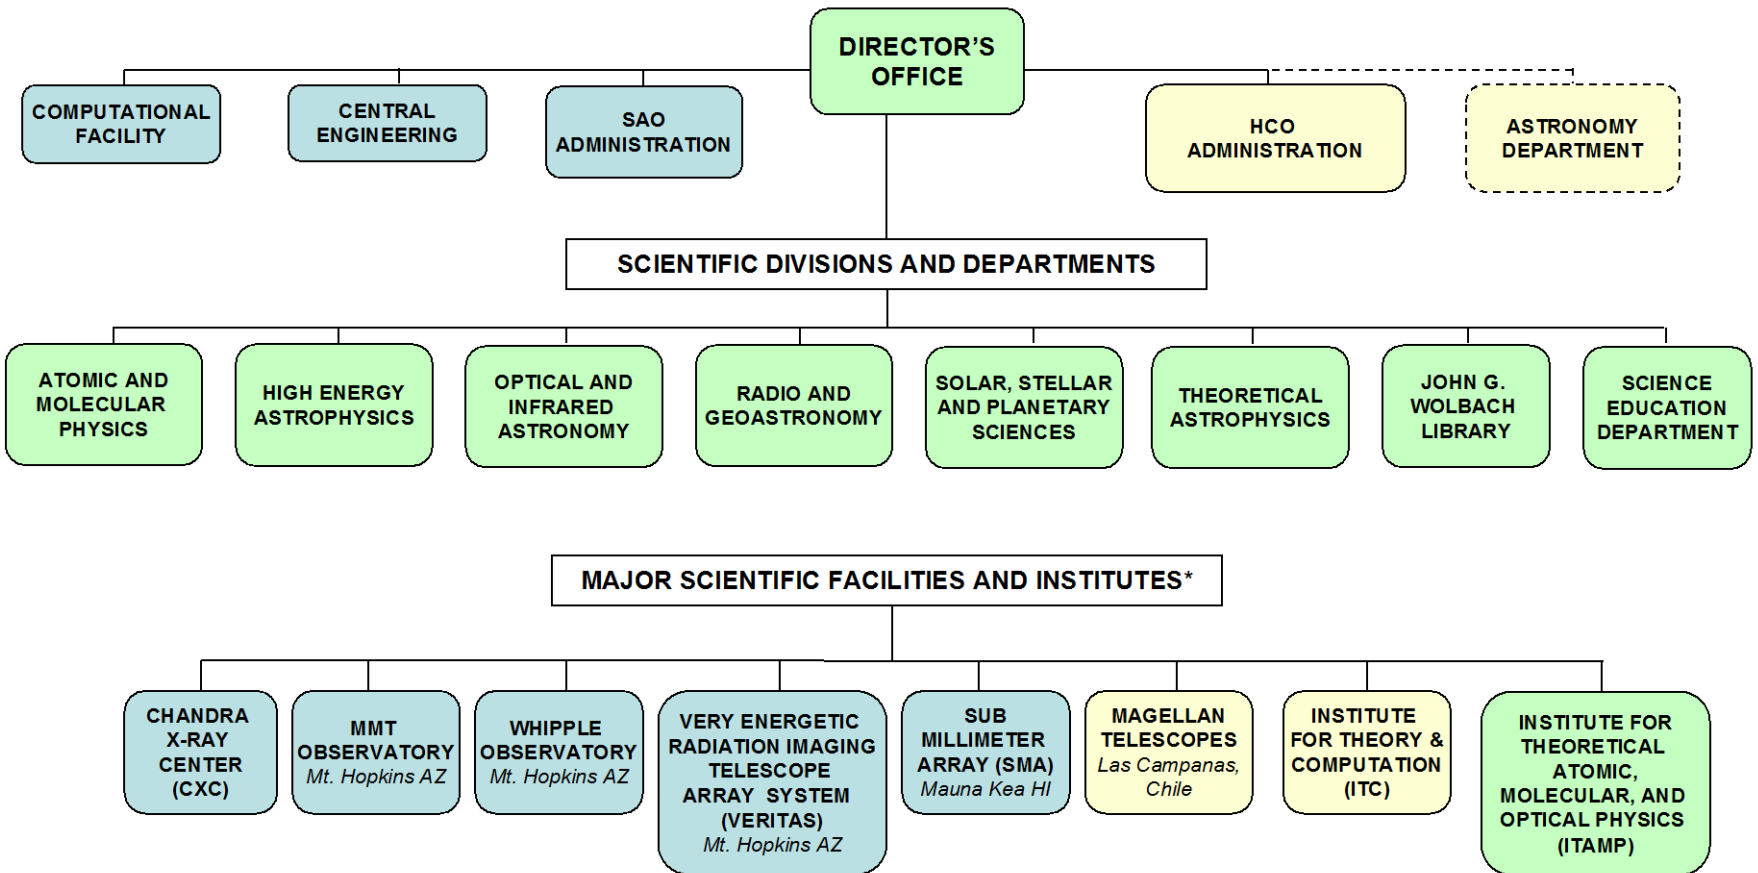 DIRECTOR'S
OFFICE
COMPUTATIONAL
FACILITY
CENTRAL
ENGINEERING
SAO
ADMINISTRATION
HCO
ADMINISTRATION
ASTRONOMY
DEPARTMENT
SCIENTIFIC DIVISIONS AND DEPARTMENTS
ATOMIC AND
MOLECULAR
PHYSICS
HIGH ENERGY
ASTROPHYSICS
OPTICAL AND
INFRARED
ASTRONOMY
RADIO AND
GEOASTRONOMY
SOLAR, STELLAR
AND PLANETARY
SCIENCES
THEORETICAL
ASTROPHYSICS
JOHN G.
WOLBACH
LIBRARY
SCIENCE
EDUCATION
DEPARTMENT
MAJOR SCIENTIFIC FACILITIES AND INSTITUTES*
CHANDRA
X-RAY
CENTER
(CXC)
MMT
OBSERVATORY
Mt. Hopkins AZ
WHIPPLE
OBSERVATORY
Mt. Hopkins AZ
VERY ENERGETIC
RADIATION IMAGING
TELESCOPE
ARRAY SYSTEM
(VERITAS)
Mt. Hopkins AZ
SUB
MILLIMETER
ARRAY (SMA)
Mauna Kea HI
MAGELLAN
TELESCOPES
Las Campanas,
Chile
INSTITUTE
FOR THEORY &
COMPUTATION
(ITC)
INSTITUTE FOR
THEORETICAL
ATOMIC,
MOLECULAR, AND
OPTICAL PHYSICS
(ITAMP)